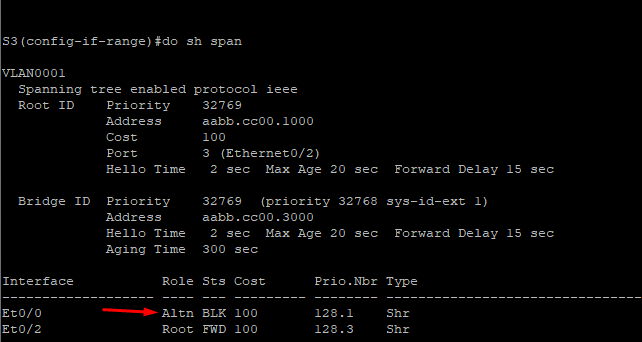 S3(config-if-range)#do sh span
VLAN0001
Spanning tree enabled protocol ieee
Root ID Priority 32769
Address aabb.cc00.1000
Cost 100
Port 3 (Ethernet0/2)
Hello Time 2 sec Max Age 20 sec Forward Delay 15 sec
Bridge ID Priority 32769 (priority 32768 sys-id-ext 1)
Address aabb.cc00.3000
Hello Time 2 sec Max Age 20 sec Forward Delay 15 sec
Aging Time 300 sec
Interface Role Sts Cost Prio.Nbr Type
------------------- ---- --- --------- -------- --------------------------------
Et0/0 Altn BLK 100 128.1 Shr
Et0/2 Root FWD 100 128.3 Shr